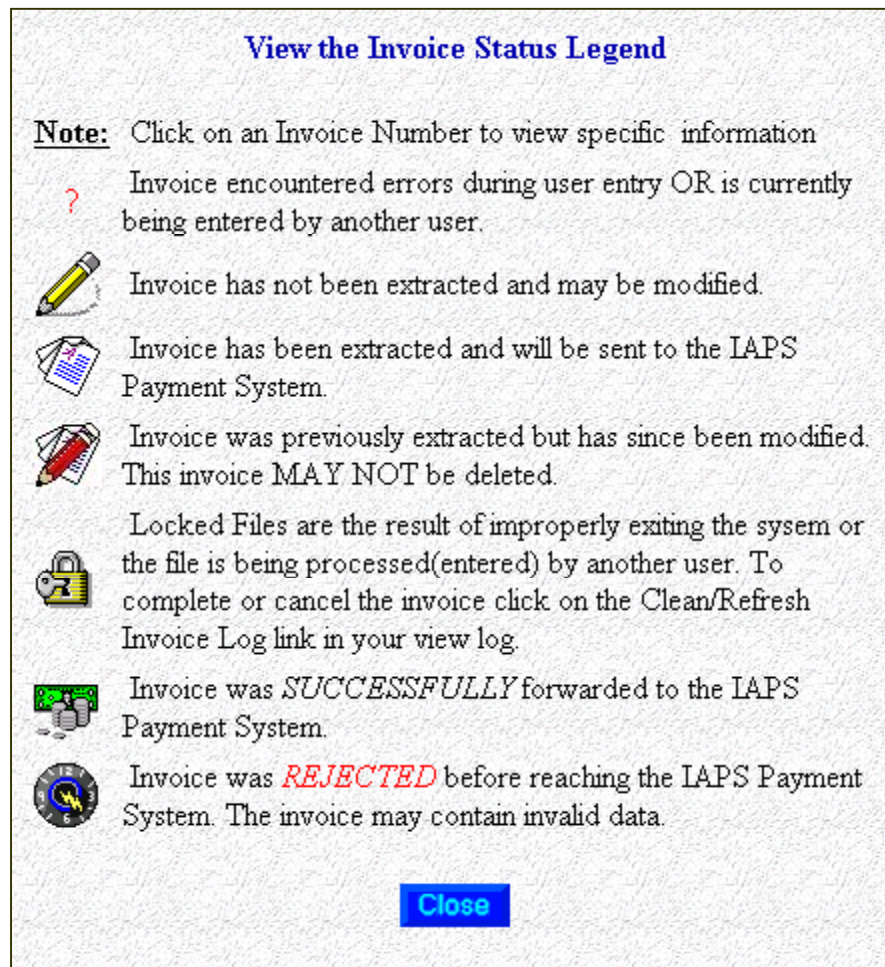 View the Invoice Status Legend
Note: Click on an Invoice Number to view specific information
? Invoice encountered errors during user entry OR is currently
being entered by another user.
Invoice has not been extracted and may be modified.
Invoice has been extracted and will be sent to the IAPS
Payment System.
Invoice was previously extracted but has since been modified.
This invoice MAY NOT be deleted.
Locked Files are the result of improperly exiting the sysem or
the file is being processed(entered) by another user. To
complete or cancel the invoice click on the Clean/Refresh
Invoice Log link in your view log.
Invoice was SUCCESSFULLY forwarded to the IAPS
Payment System.
Invoice was REJECTED before reaching the IAPS Payment
System. The invoice may contain invalid data.
Close